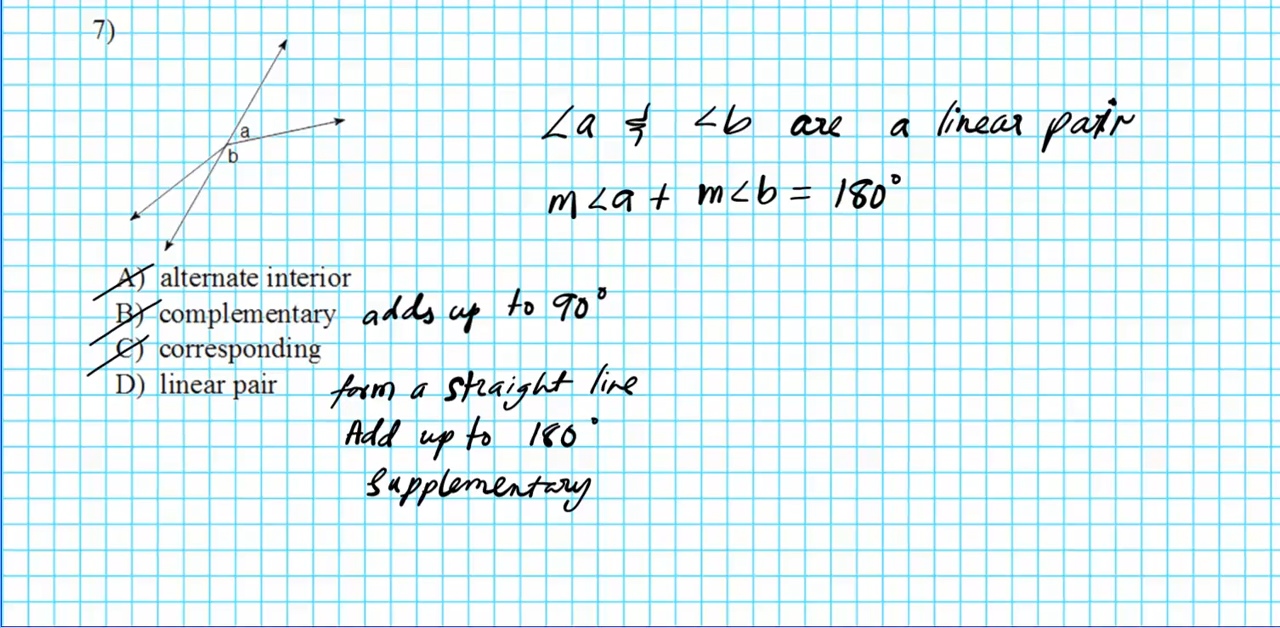 7)
a
b
∠a & ∠b are a linear pair
m∠a + m∠b = 180°
A) alternate interior
B) complementary adds up to 90°
C) corresponding
D) linear pair form a straight line
Add up to 180°
Supplementary